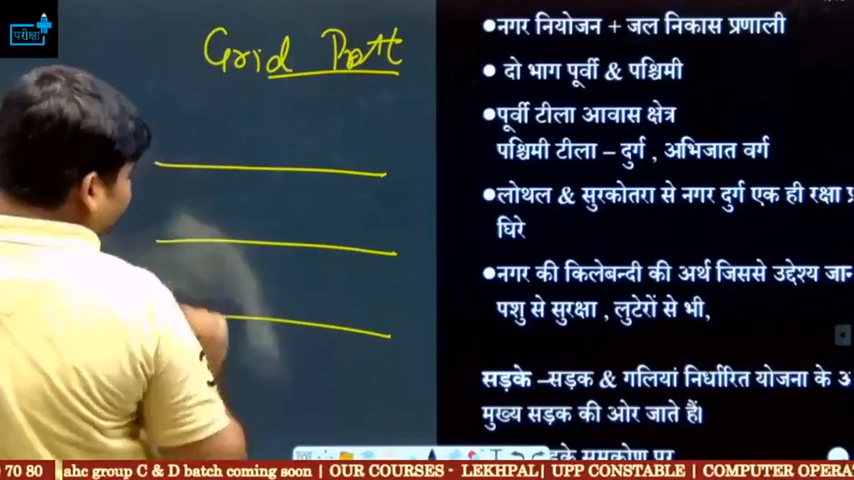 परीक्षा
Grid Patt
●नगर नियोजन + जल निकास प्रणाली
● दो भाग पूर्वी & पश्चिमी
●पूर्वी टीला आवास क्षेत्र
पश्चिमी टीला – दुर्ग , अभिजात वर्ग
●लोथल & सुरकोतरा से नगर दुर्ग एक ही रक्षा
घिरे
●नगर की किलेबन्दी की अर्थ जिससे उद्देश्य
पशु से सुरक्षा , लुटेरों से भी,
सड़के –सड़क & गलियां निर्धारित योजना के
मुख्य सड़क की ओर जाते हैं।
समकोण पर
70 80 ahc group C & D batch coming soon | OUR COURSES - LEKHPAL| UPP CONSTABLE | COMPUTER